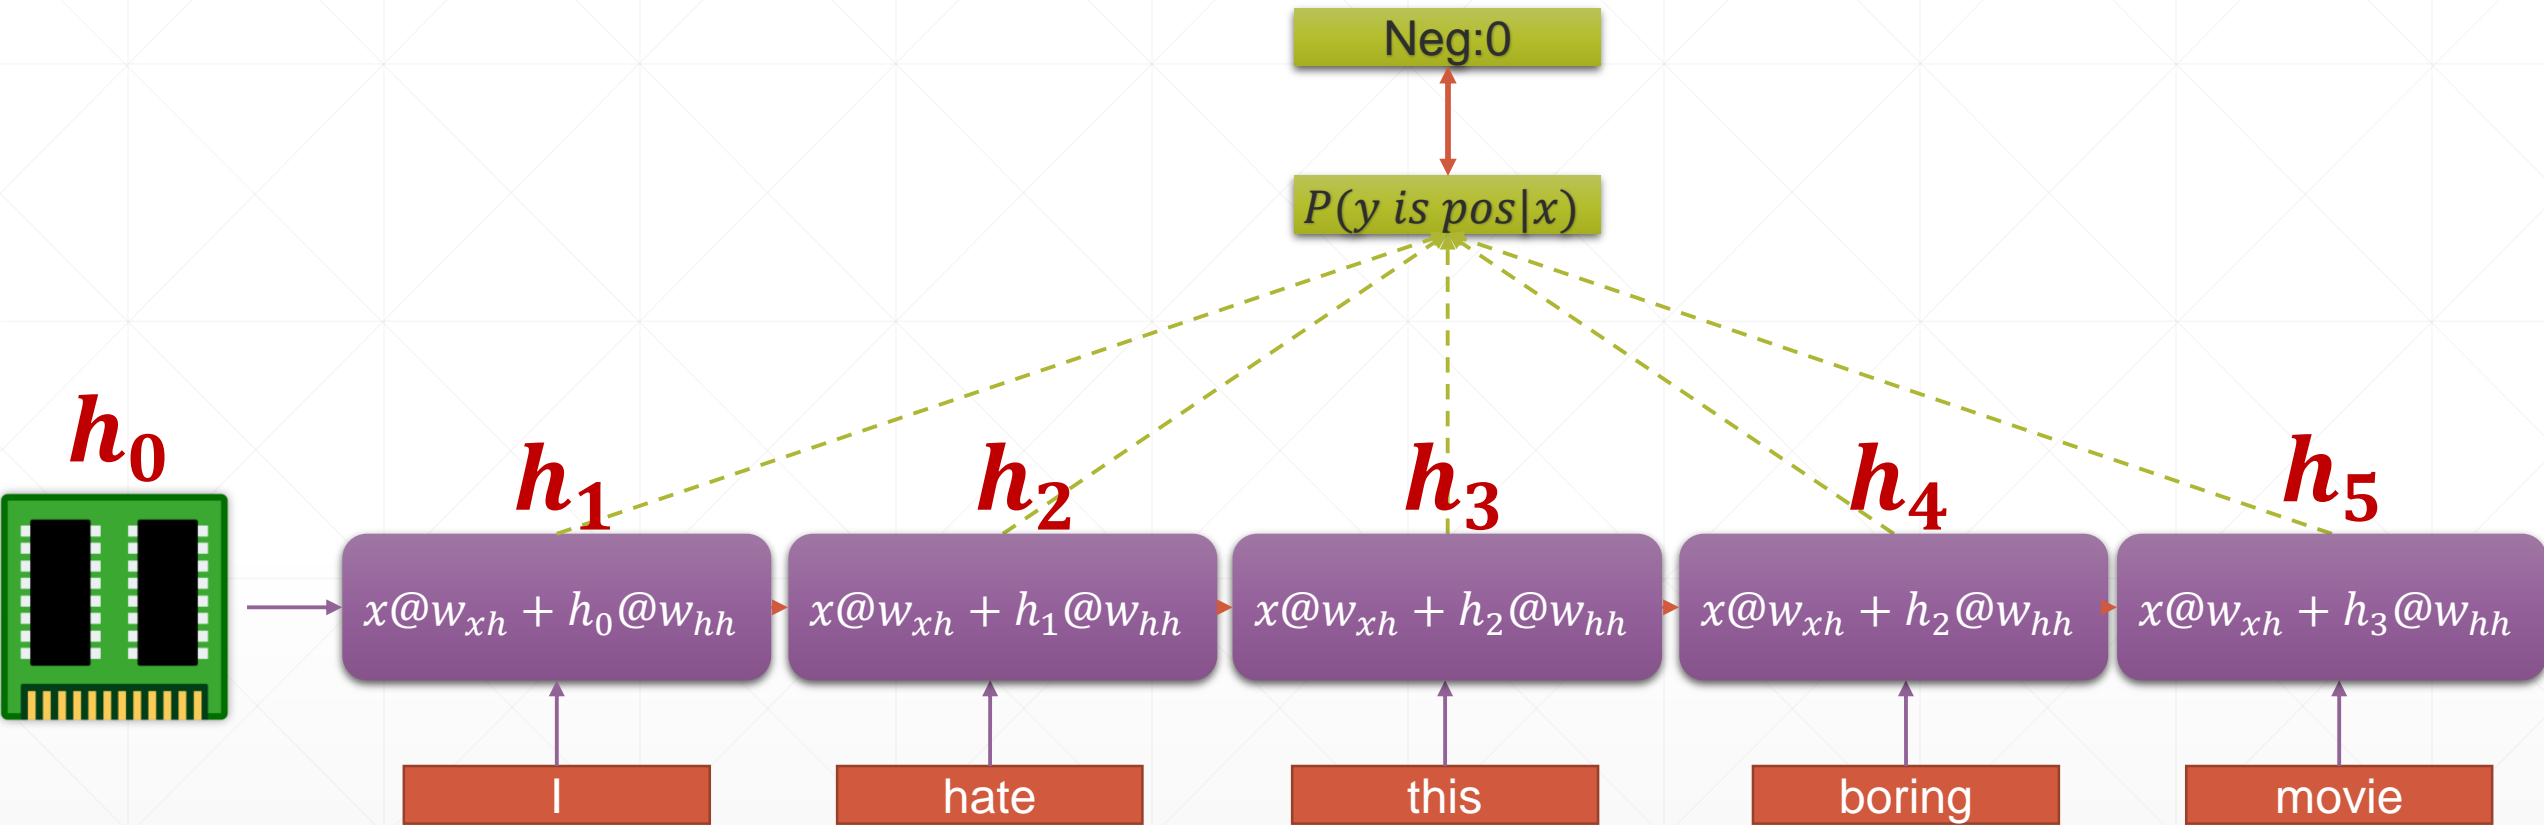 Neg:0
P(y is pos|x)
h₀
h₁ h₂ h₃ h₄ h₅
x@wₓₕ + h₀@wₕₕ
x@wₓₕ + h₁@wₕₕ
x@wₓₕ + h₂@wₕₕ
x@wₓₕ + h₂@wₕₕ
x@wₓₕ + h₃@wₕₕ
I
hate
this
boring
movie